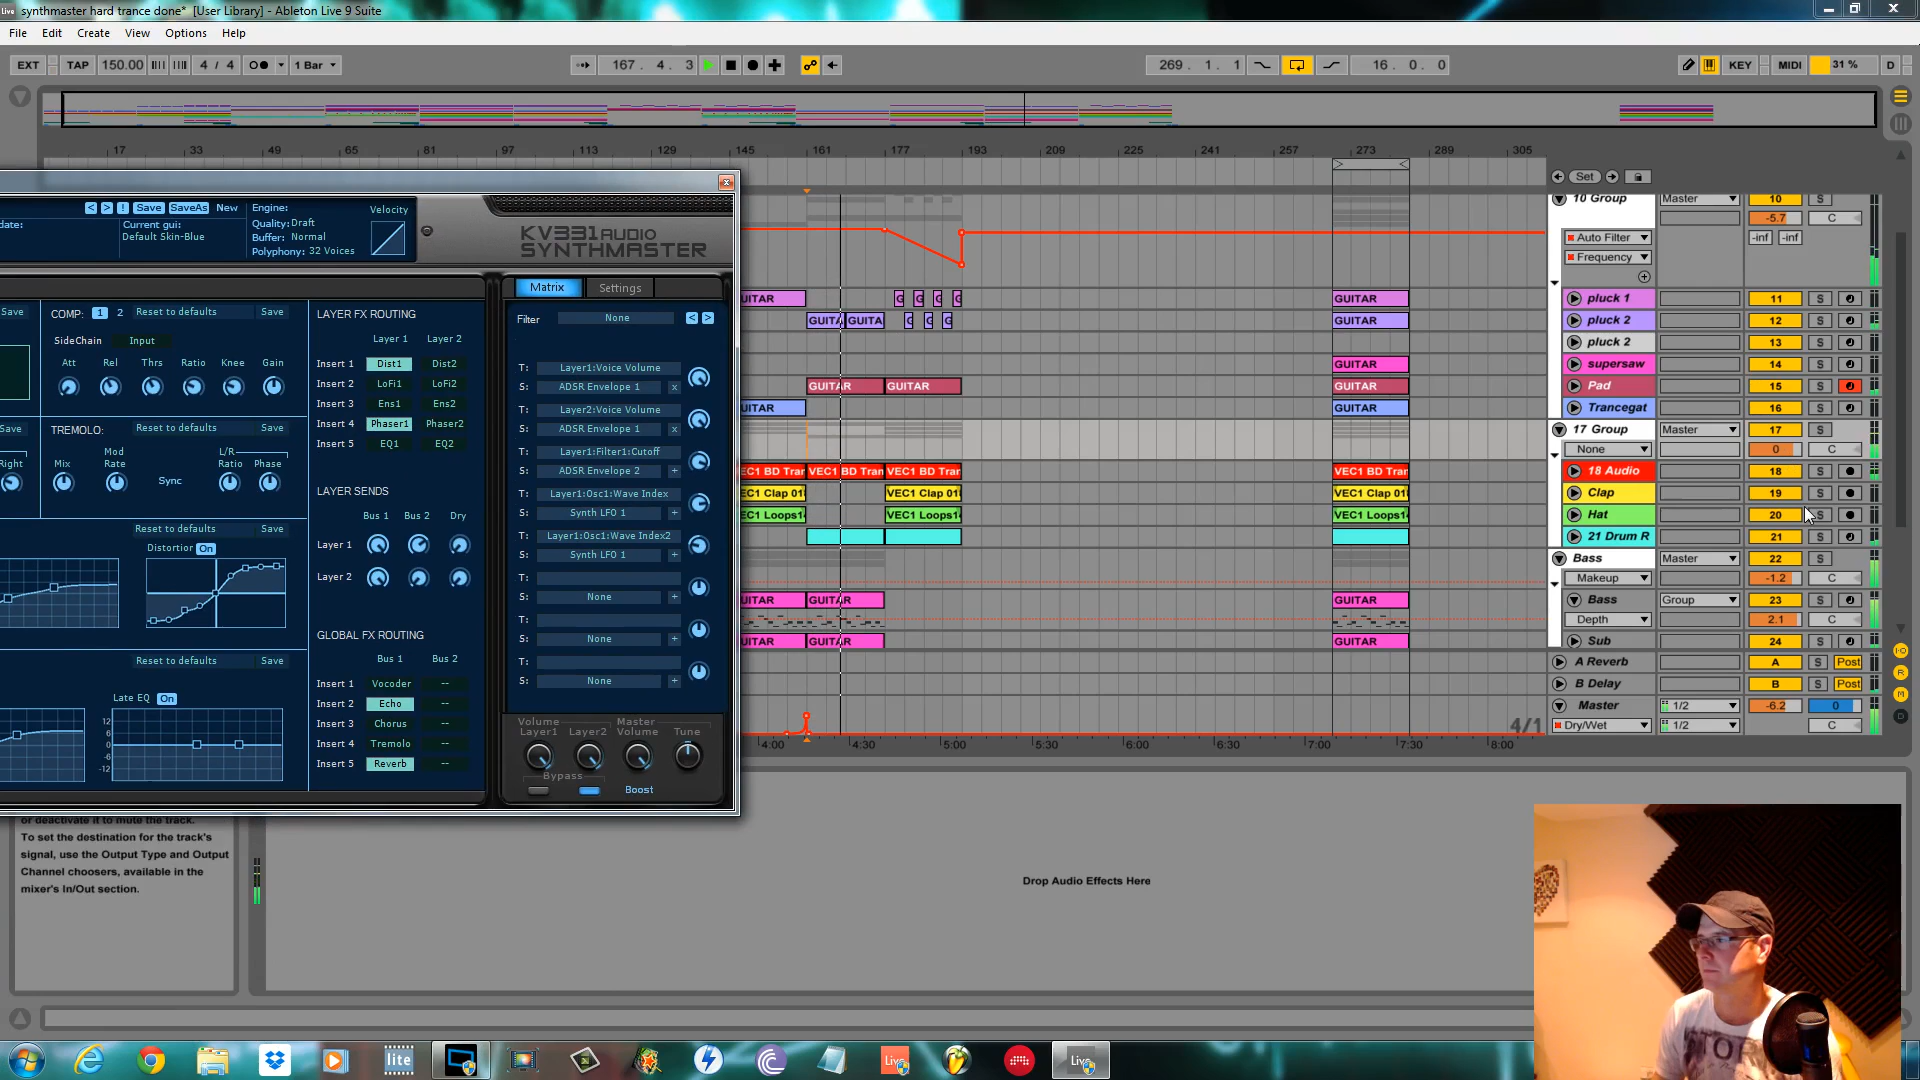 synthmaster hard trance done*  [User Library] - Ableton Live 9 Suite
File Edit Create View Options Help
EXT TAP 150.00 4 / 4 1 Bar 167. 4. 3 269. 1. 1 16. 0. 0 KEY MIDI 31 % D
17 33 49 65 81 97 113 129 145 161 177 193 209 225 241 257 273 289 305
Set
< > ! Save SaveAs New
date:
Current gui:
Default Skin-Blue
Engine:
Quality: Draft
Buffer: Normal
Polyphony: 32 Voices
Velocity
KV331 AUDIO
SYNTHMASTER
Save
COMP: 1 2 Reset to defaults Save
SideChain Input
Att Rel Thrs Ratio Knee Gain
Save
TREMOLO: Reset to defaults Save
Right Mix Mod Rate Sync L/R Ratio Phase
Reset to defaults Save
Distortion On
Reset to defaults Save
Late EQ On
12
6
0
-6
-12
LAYER FX ROUTING
Layer 1 Layer 2
Insert 1 Dist1 Dist2
Insert 2 LoFi1 LoFi2
Insert 3 Ens1 Ens2
Insert 4 Phaser1 Phaser2
Insert 5 EQ1 EQ2
LAYER SENDS
Bus 1 Bus 2 Dry
Layer 1
Layer 2
GLOBAL FX ROUTING
Bus 1 Bus 2
Insert 1 Vocoder --
Insert 2 Echo --
Insert 3 Chorus --
Insert 4 Tremolo --
Insert 5 Reverb --
Matrix Settings
Filter None < >
T: Layer1:Voice Volume
S: ADSR Envelope 1 x
T: Layer2:Voice Volume
S: ADSR Envelope 1 x
T: Layer1:Filter1:Cutoff
S: ADSR Envelope 2 +
T: Layer1:Osc1:Wave Index
S: Synth LFO 1 +
T: Layer1:Osc1:Wave Index2
S: Synth LFO 1 +
T:
S: None +
T:
S: None +
T:
S: None +
Volume Layer1 Layer2 Master Volume Tune
Bypass
Boost
UITAR G G G G GUITAR
GUITA GUITA G G G GUITAR
GUITAR
GUITAR GUITAR GUITAR
UITAR GUITAR
VEC1 BD Tran VEC1 BD Tran VEC1 BD Tran VEC1 BD Tran
EC1 Clap 01 VEC1 Clap 01 VEC1 Clap 01
EC1 Loops1 VEC1 Loops1 VEC1 Loops1
UITAR GUITAR GUITAR
UITAR GUITAR GUITAR
4/1
4:00 4:30 5:00 5:30 6:00 6:30 7:00 7:30 8:00
10 Group Master 10
-5.7 C
Auto Filter -inf -inf
Frequency
pluck 1 11 S
pluck 2 12 S
pluck 2 13 S
supersaw 14 S
Pad 15 S
Trancegat 16 S
17 Group Master 17 S
None 0 C
18 Audio 18 S
Clap 19 S
Hat 20 S
21 Drum R 21 S
Bass Master 22 S
Makeup -1.2 C
Bass Group 23 S
Depth 2.1 C
Sub 24 S
A Reverb A S Post
B Delay B S Post
Master 1/2 -6.2 0
Dry/Wet 1/2 C
I-O
R
M
D
or deactivate it to mute the track.
To set the destination for the track's
signal, use the Output Type and Output
Channel choosers, available in the
mixer's In/Out section.
Drop Audio Effects Here
lite
Live
Live